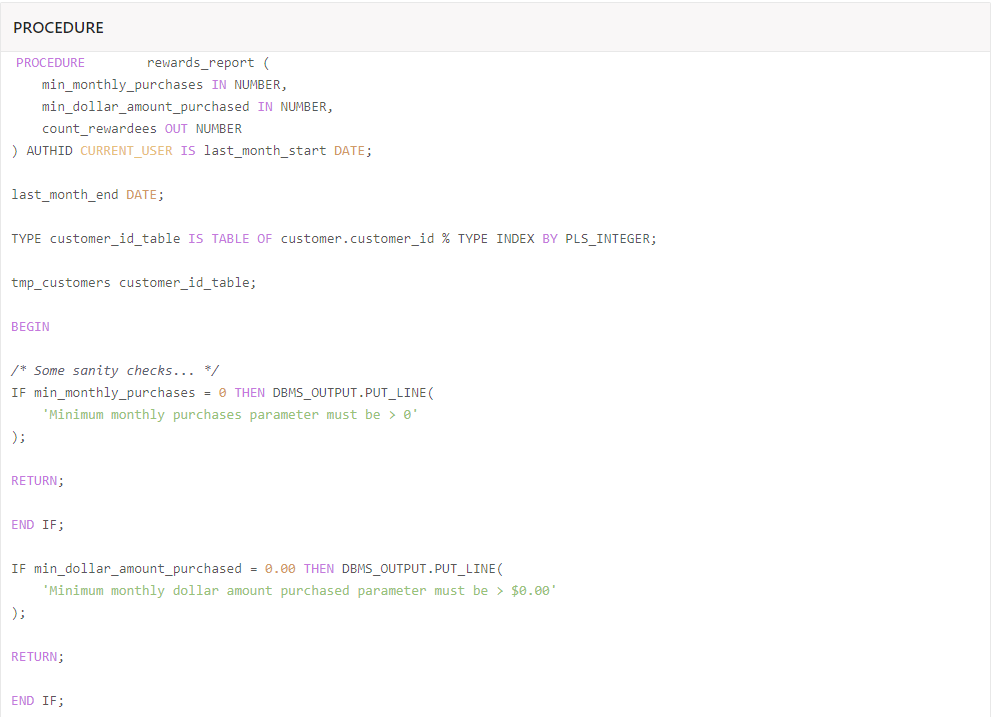 PROCEDURE
PROCEDURE        rewards_report (
    min_monthly_purchases IN NUMBER,
    min_dollar_amount_purchased IN NUMBER,
    count_rewardees OUT NUMBER
) AUTHID CURRENT_USER IS last_month_start DATE;
last_month_end DATE;
TYPE customer_id_table IS TABLE OF customer.customer_id % TYPE INDEX BY PLS_INTEGER;
tmp_customers customer_id_table;
BEGIN
/* Some sanity checks... */
IF min_monthly_purchases = 0 THEN DBMS_OUTPUT.PUT_LINE(
    'Minimum monthly purchases parameter must be > 0'
);
RETURN;
END IF;
IF min_dollar_amount_purchased = 0.00 THEN DBMS_OUTPUT.PUT_LINE(
    'Minimum monthly dollar amount purchased parameter must be > $0.00'
);
RETURN;
END IF;